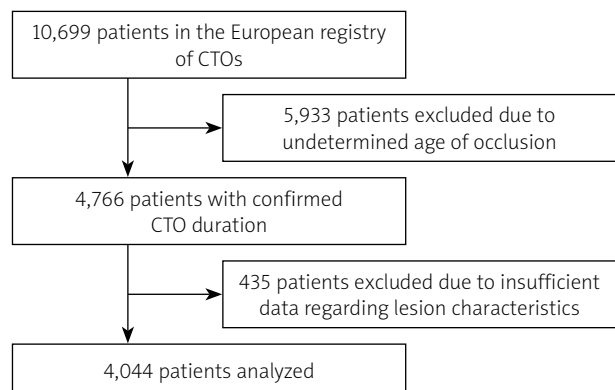 10,699 patients in the European registry
of CTOs
5,933 patients excluded due to
undetermined age of occlusion
4,766 patients with confirmed
CTO duration
435 patients excluded due to insufficient
data regarding lesion characteristics
4,044 patients analyzed